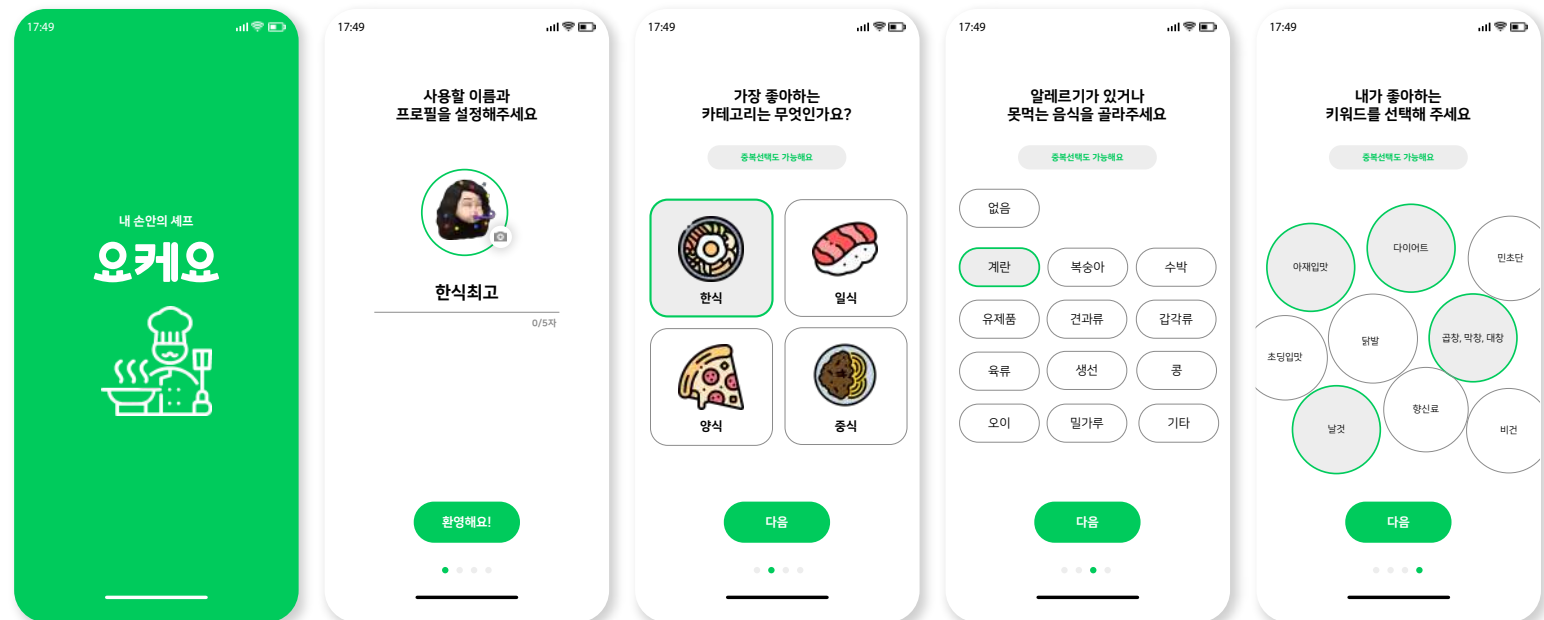 17:49
내 손안의 셰프
요케요
17:49
사용할 이름과
프로필을 설정해주세요
한식최고
0/5자
환영해요!
17:49
가장 좋아하는
카테고리는 무엇인가요?
중복선택도 가능해요
한식
일식
양식
중식
다음
17:49
알레르기가 있거나
못먹는 음식을 골라주세요
중복선택도 가능해요
없음
계란
복숭아
수박
유제품
견과류
갑각류
육류
생선
콩
오이
밀가루
기타
다음
17:49
내가 좋아하는
키워드를 선택해 주세요
중복선택도 가능해요
아재입맛
다이어트
민초단
초딩입맛
닭발
곱창, 막창, 대창
날것
향신료
비건
다음